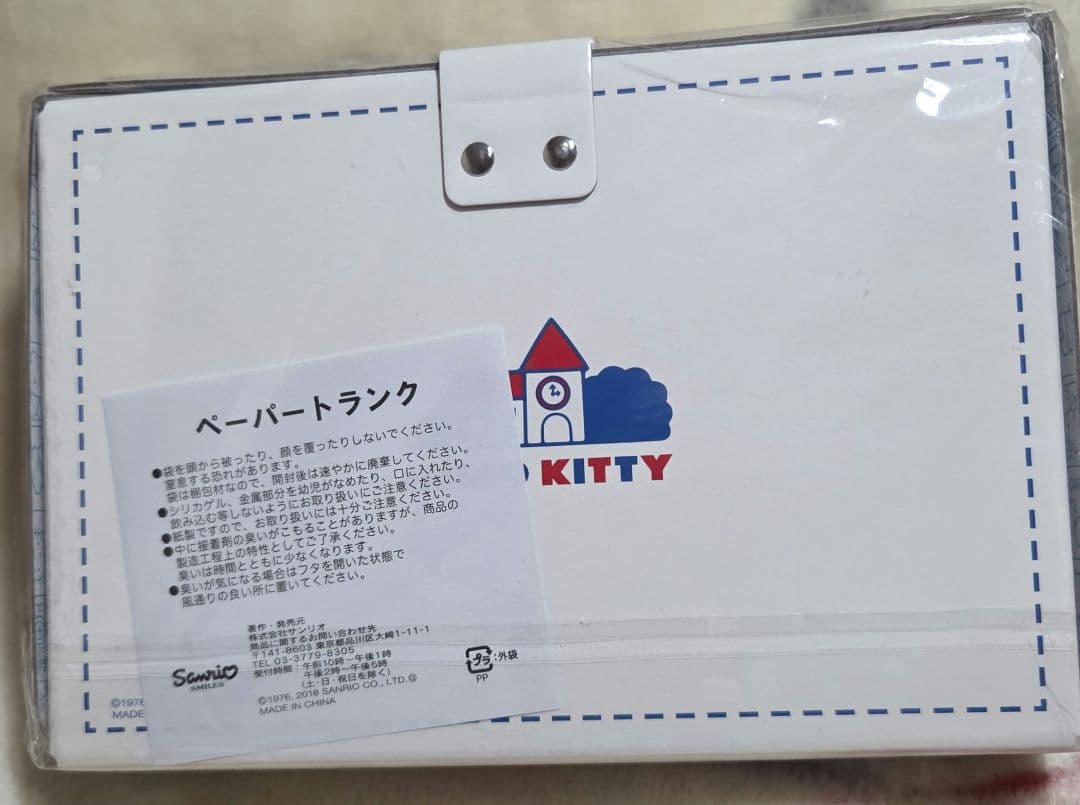 KITTY
ペーパートランク
●袋を頭から被ったり、顔を覆ったりしないでください。
窒息する恐れがあります。
袋は梱包材なので、開封後は速やかに廃棄してください。
●シリカゲル、金属部分を幼児がなめたり、口に入れたり、
飲み込む等しないようにお取り扱いにご注意ください。
●紙製ですので、お取り扱いには十分ご注意ください。
●中に接着剤の臭いがこもることがありますが、商品の
製造工程上の特性としてご了承ください。
臭いは時間とともに少なくなります。
●臭いが気になる場合はフタを開いた状態で
風通りの良い所に置いてください。
著作・発売元
株式会社サンリオ
商品に関するお問い合わせ先
〒141-8603 東京都品川区大崎1-11-1
TEL 03-3779-8305
受付時間：午前10時～午後1時
午後2時～午後5時
（土・日・祝日を除く）
©1976, 2018 SANRIO CO., LTD.Ⓖ
MADE IN CHINA
Sanrio
SMILES
プラ：外袋
PP
©1976
MADE